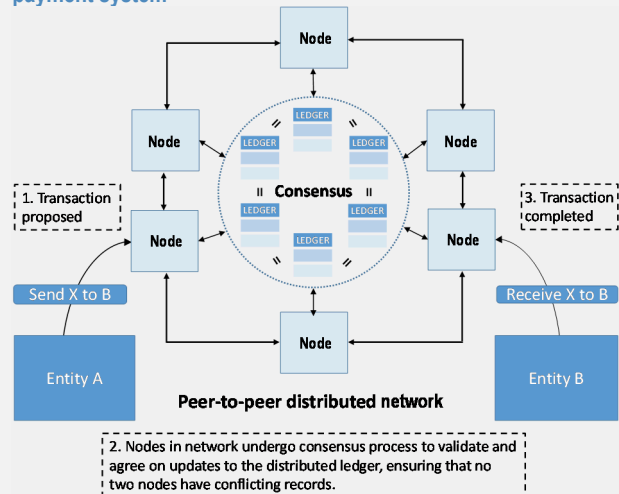 payment system
Node
Node
Node
LEDGER
LEDGER
LEDGER
=
=
= Consensus =
LEDGER
LEDGER
LEDGER
=
=
1. Transaction
proposed
3. Transaction
completed
Node
Node
Send X to B
Receive X to B
Node
Entity A
Entity B
Peer-to-peer distributed network
2. Nodes in network undergo consensus process to validate and
agree on updates to the distributed ledger, ensuring that no
two nodes have conflicting records.